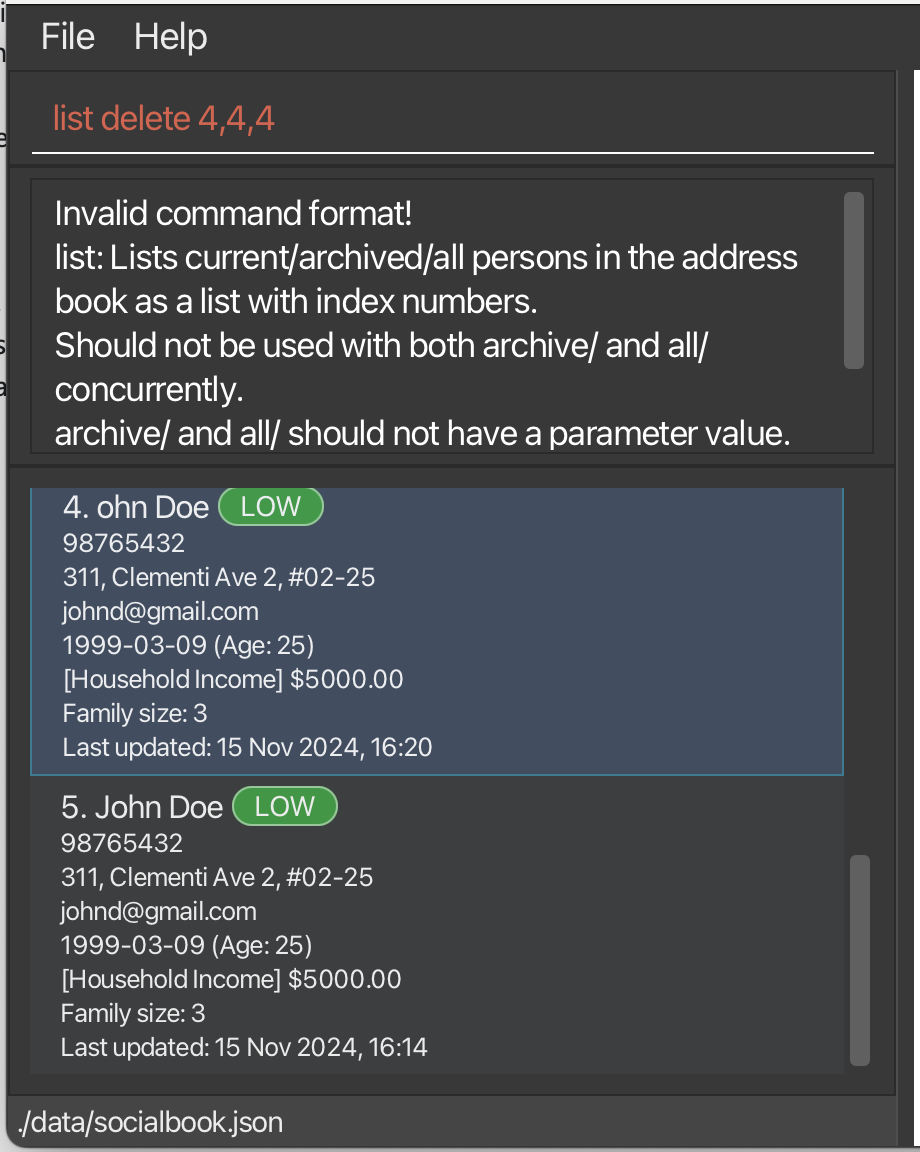 File Help
list delete 4,4,4
Invalid command format!
list: Lists current/archived/all persons in the address
book as a list with index numbers.
Should not be used with both archive/ and all/
concurrently.
archive/ and all/ should not have a parameter value.
4. ohn Doe LOW
98765432
311, Clementi Ave 2, #02-25
johnd@gmail.com
1999-03-09 (Age: 25)
[Household Income] $5000.00
Family size: 3
Last updated: 15 Nov 2024, 16:20
5. John Doe LOW
98765432
311, Clementi Ave 2, #02-25
johnd@gmail.com
1999-03-09 (Age: 25)
[Household Income] $5000.00
Family size: 3
Last updated: 15 Nov 2024, 16:14
./data/socialbook.json